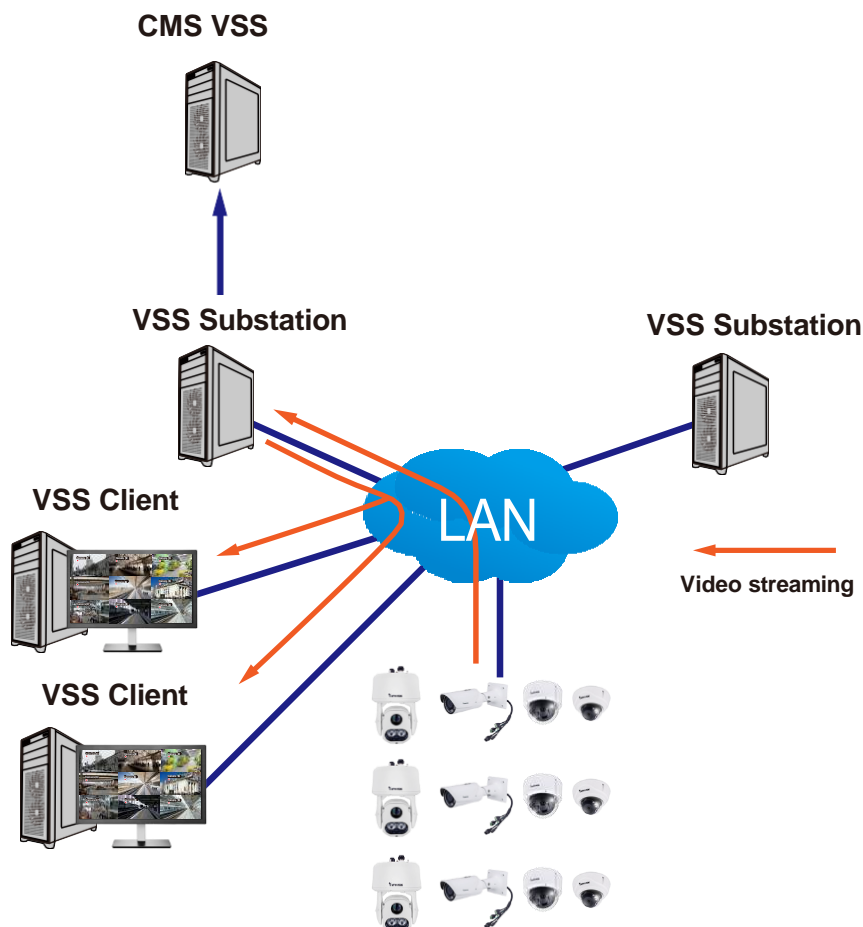 CMS VSS
VSS Substation
VSS Substation
VSS Client
LAN
Video streaming
VSS Client